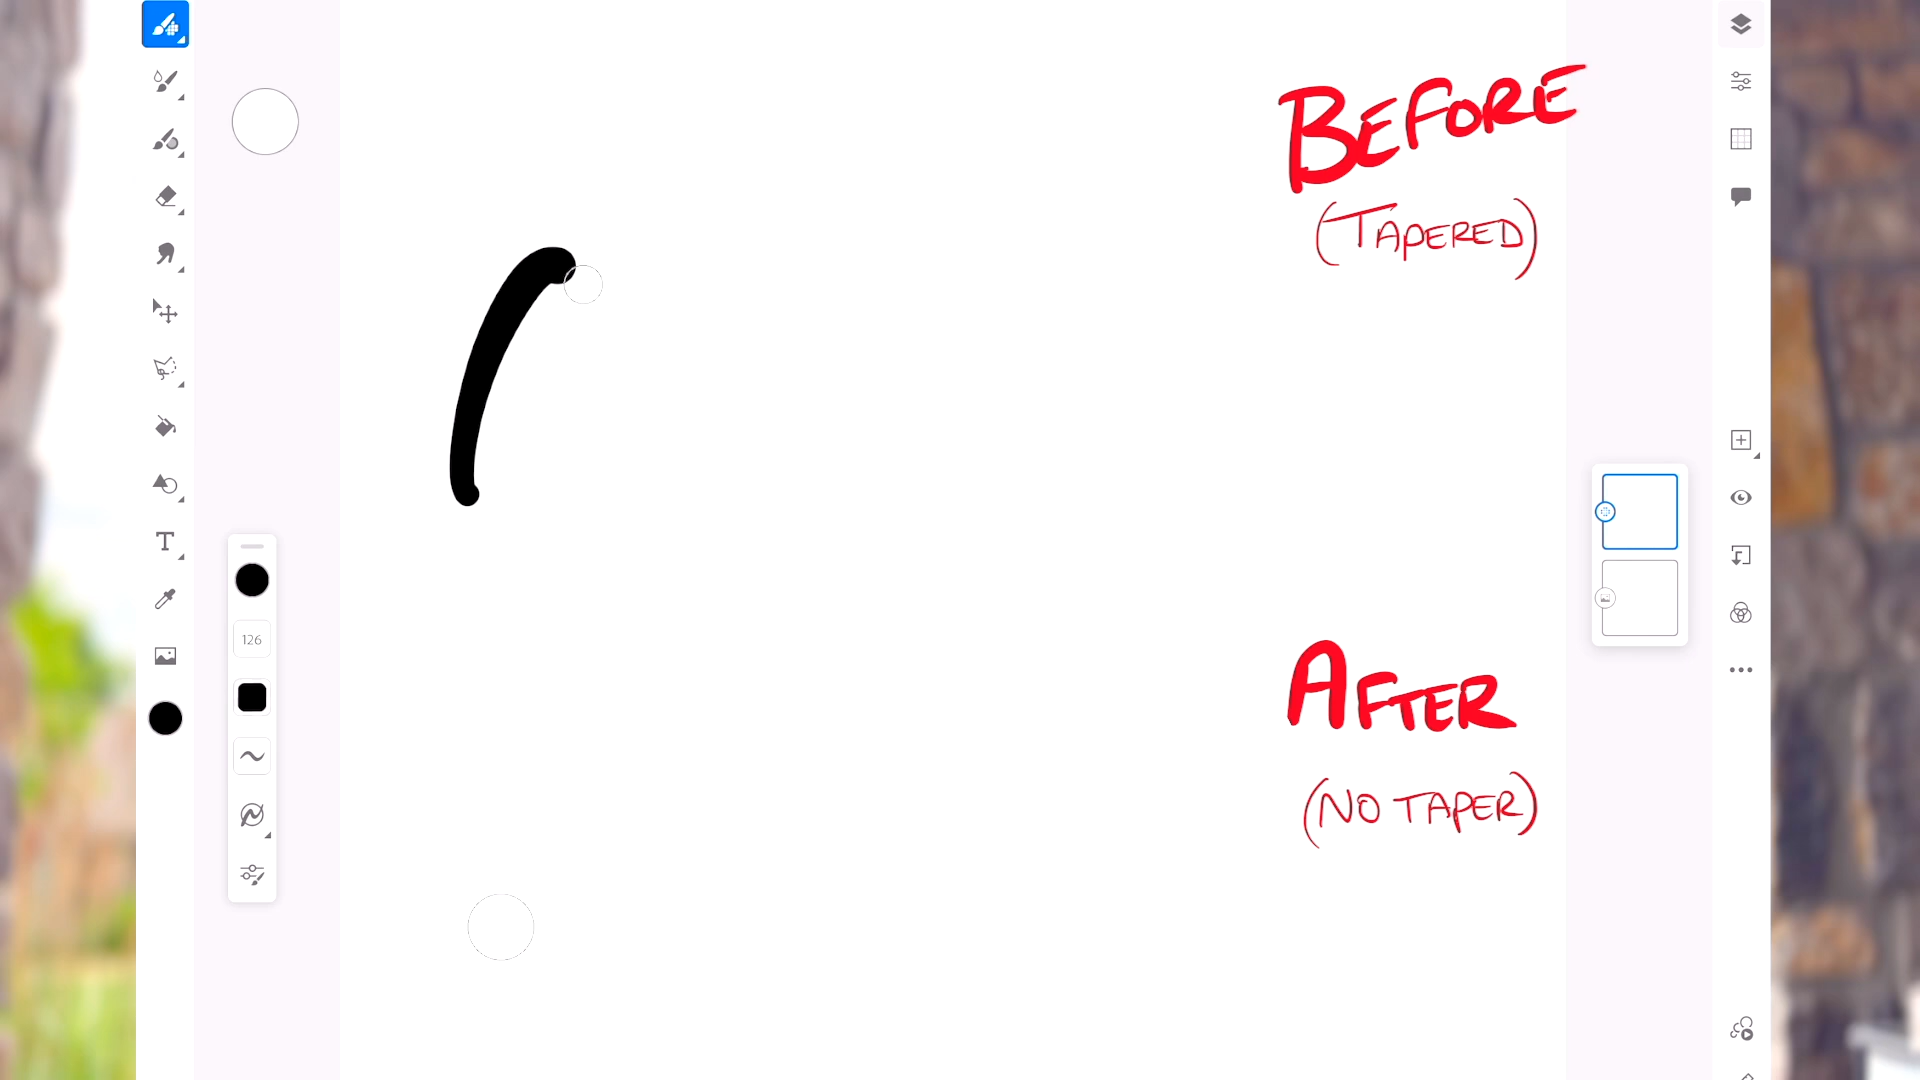 BEFORE
(TAPERED)
T
126
AFTER
(NO TAPER)